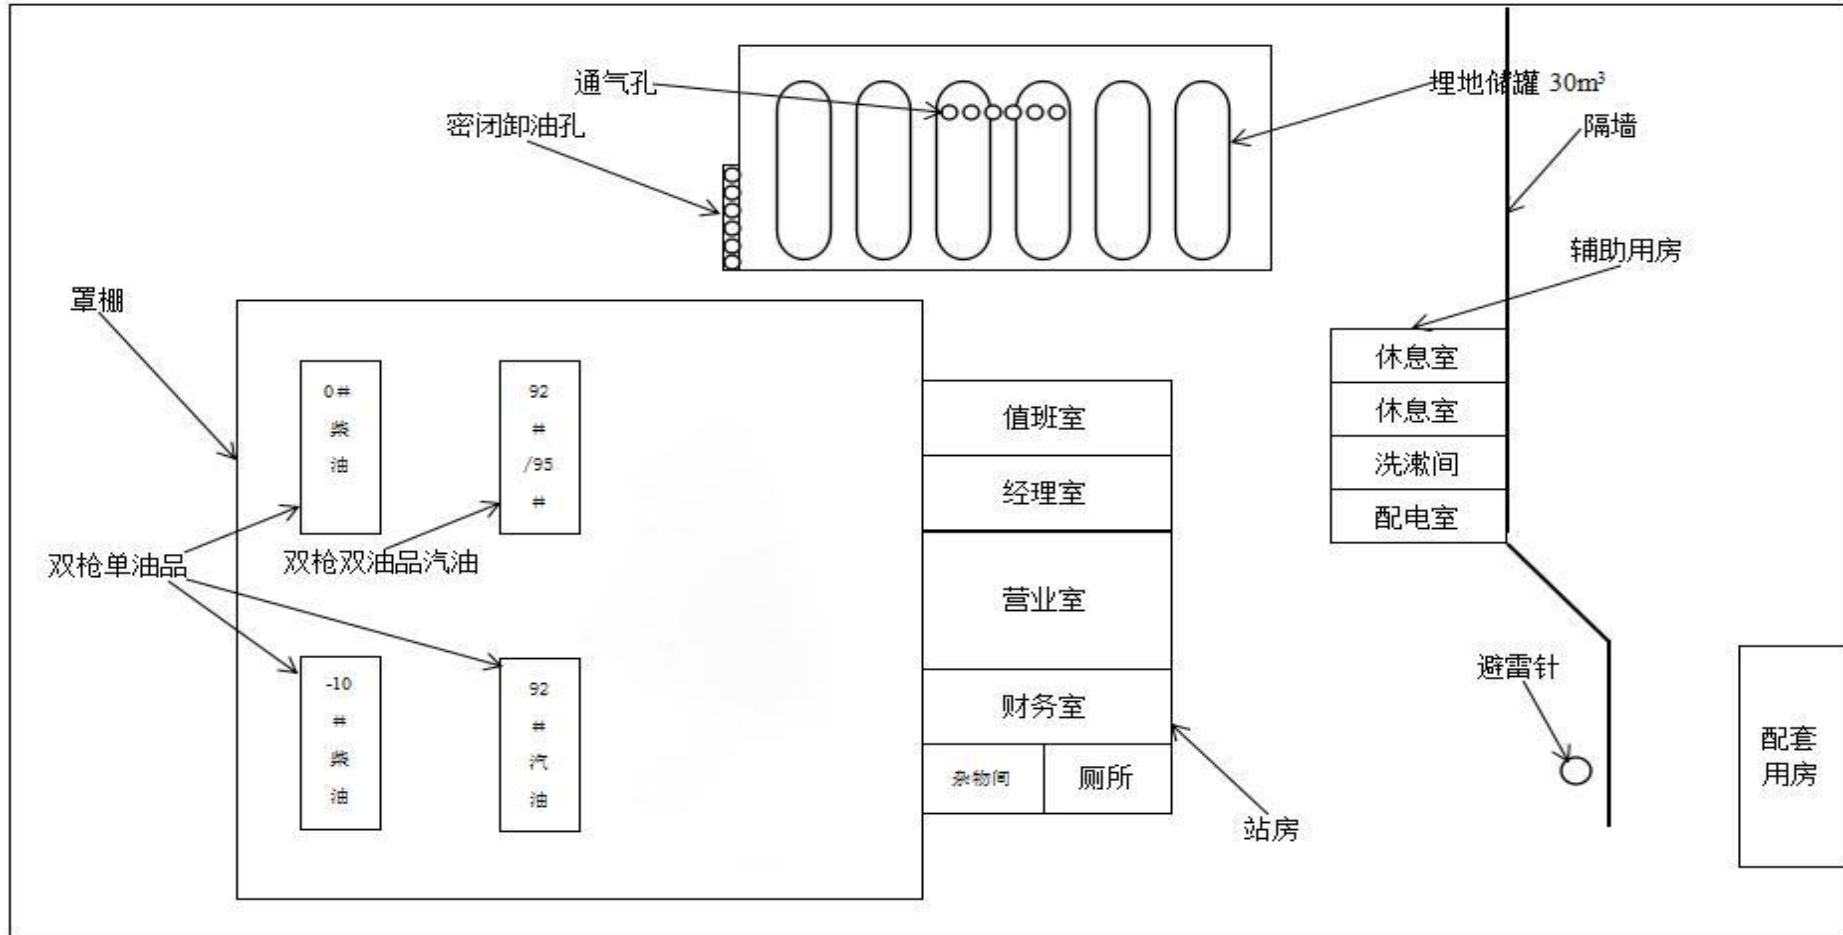 通气孔
埋地储罐 30m³
密闭卸油孔
隔墙
辅助用房
罩棚
休息室
休息室
洗漱间
配电室
0#
柴
油
92
#
/95
#
值班室
经理室
营业室
财务室
杂物间
厕所
双枪单油品
双枪双油品汽油
-10
#
柴
油
92
#
汽
油
避雷针
配套
用房
站房